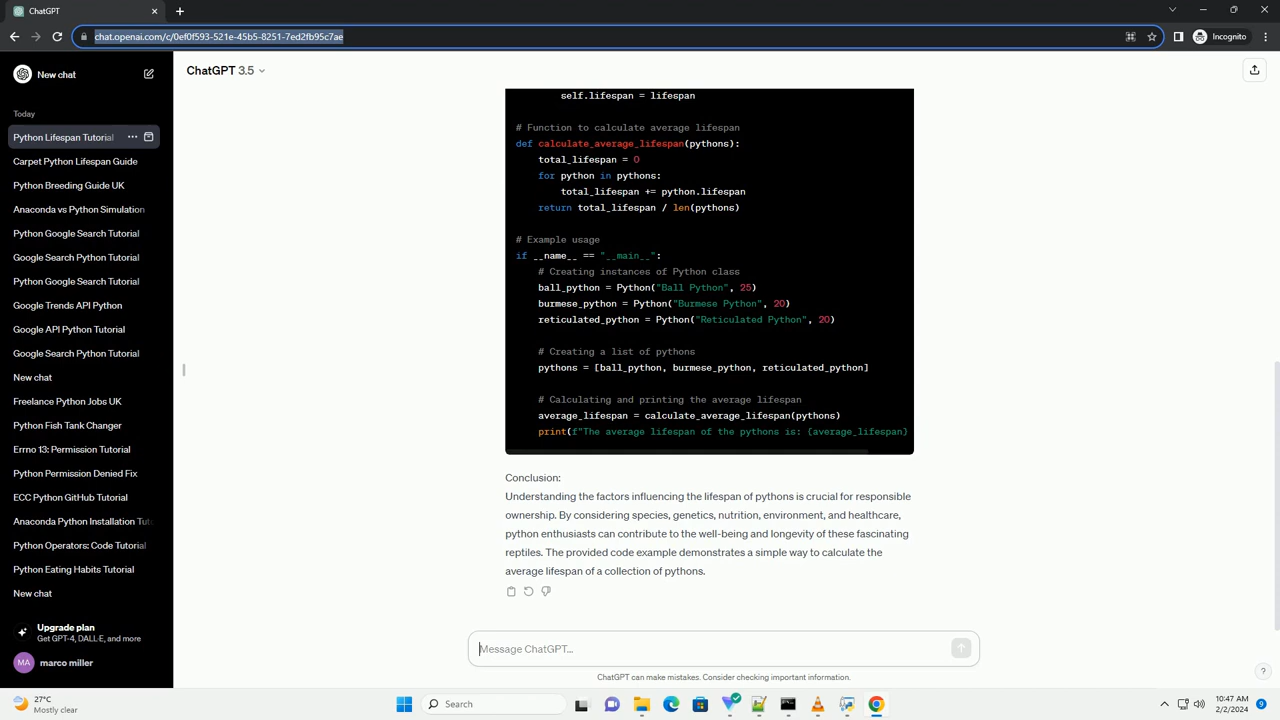 ChatGPT
chat.openai.com/c/0ef0f593-521e-45b5-8251-7ed2fb95c7ae
Incognito
New chat
Today
Python Lifespan Tutorial
Carpet Python Lifespan Guide
Python Breeding Guide UK
Anaconda vs Python Simulation
Python Google Search Tutorial
Google Search Python Tutorial
Python Google Search Tutorial
Google Trends API Python
Google API Python Tutorial
Google Search Python Tutorial
New chat
Freelance Python Jobs UK
Python Fish Tank Changer
Errno 13: Permission Tutorial
Python Permission Denied Fix
ECC Python GitHub Tutorial
Anaconda Python Installation Tuto
Python Operators: Code Tutorial
Python Eating Habits Tutorial
New chat
Upgrade plan
Get GPT-4, DALL·E, and more
MA
marco miller
ChatGPT 3.5
self.lifespan = lifespan
# Function to calculate average lifespan
def calculate_average_lifespan(pythons):
total_lifespan = 0
for python in pythons:
total_lifespan += python.lifespan
return total_lifespan / len(pythons)
# Example usage
if __name__ == "__main__":
# Creating instances of Python class
ball_python = Python("Ball Python", 25)
burmese_python = Python("Burmese Python", 20)
reticulated_python = Python("Reticulated Python", 20)
# Creating a list of pythons
pythons = [ball_python, burmese_python, reticulated_python]
# Calculating and printing the average lifespan
average_lifespan = calculate_average_lifespan(pythons)
print(f"The average lifespan of the pythons is: {average_lifespan}
Conclusion:
Understanding the factors influencing the lifespan of pythons is crucial for responsible
ownership. By considering species, genetics, nutrition, environment, and healthcare,
python enthusiasts can contribute to the well-being and longevity of these fascinating
reptiles. The provided code example demonstrates a simple way to calculate the
average lifespan of a collection of pythons.
Message ChatGPT...
ChatGPT can make mistakes. Consider checking important information.
?
27°C
Mostly clear
Search
10:47 AM
2/2/2024
9